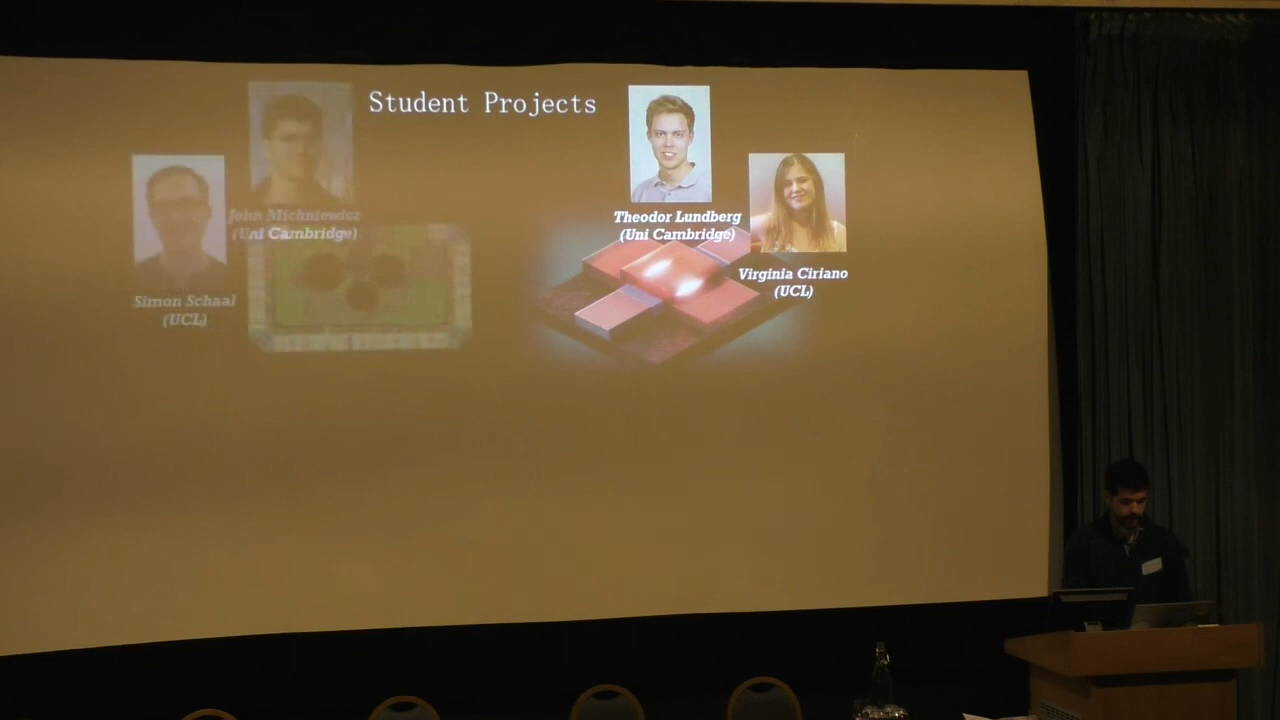 Student Projects
John Michniewicz
(Uni Cambridge)
Simon Schaal
(UCL)
Theodor Lundberg
(Uni Cambridge)
Virginia Ciriano
(UCL)